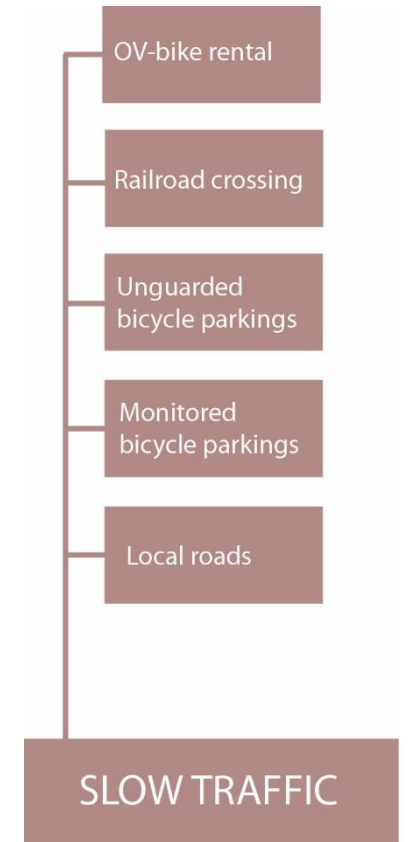 OV-bike rental
Railroad crossing
Unguarded
bicycle parkings
Monitored
bicycle parkings
Local roads
SLOW TRAFFIC